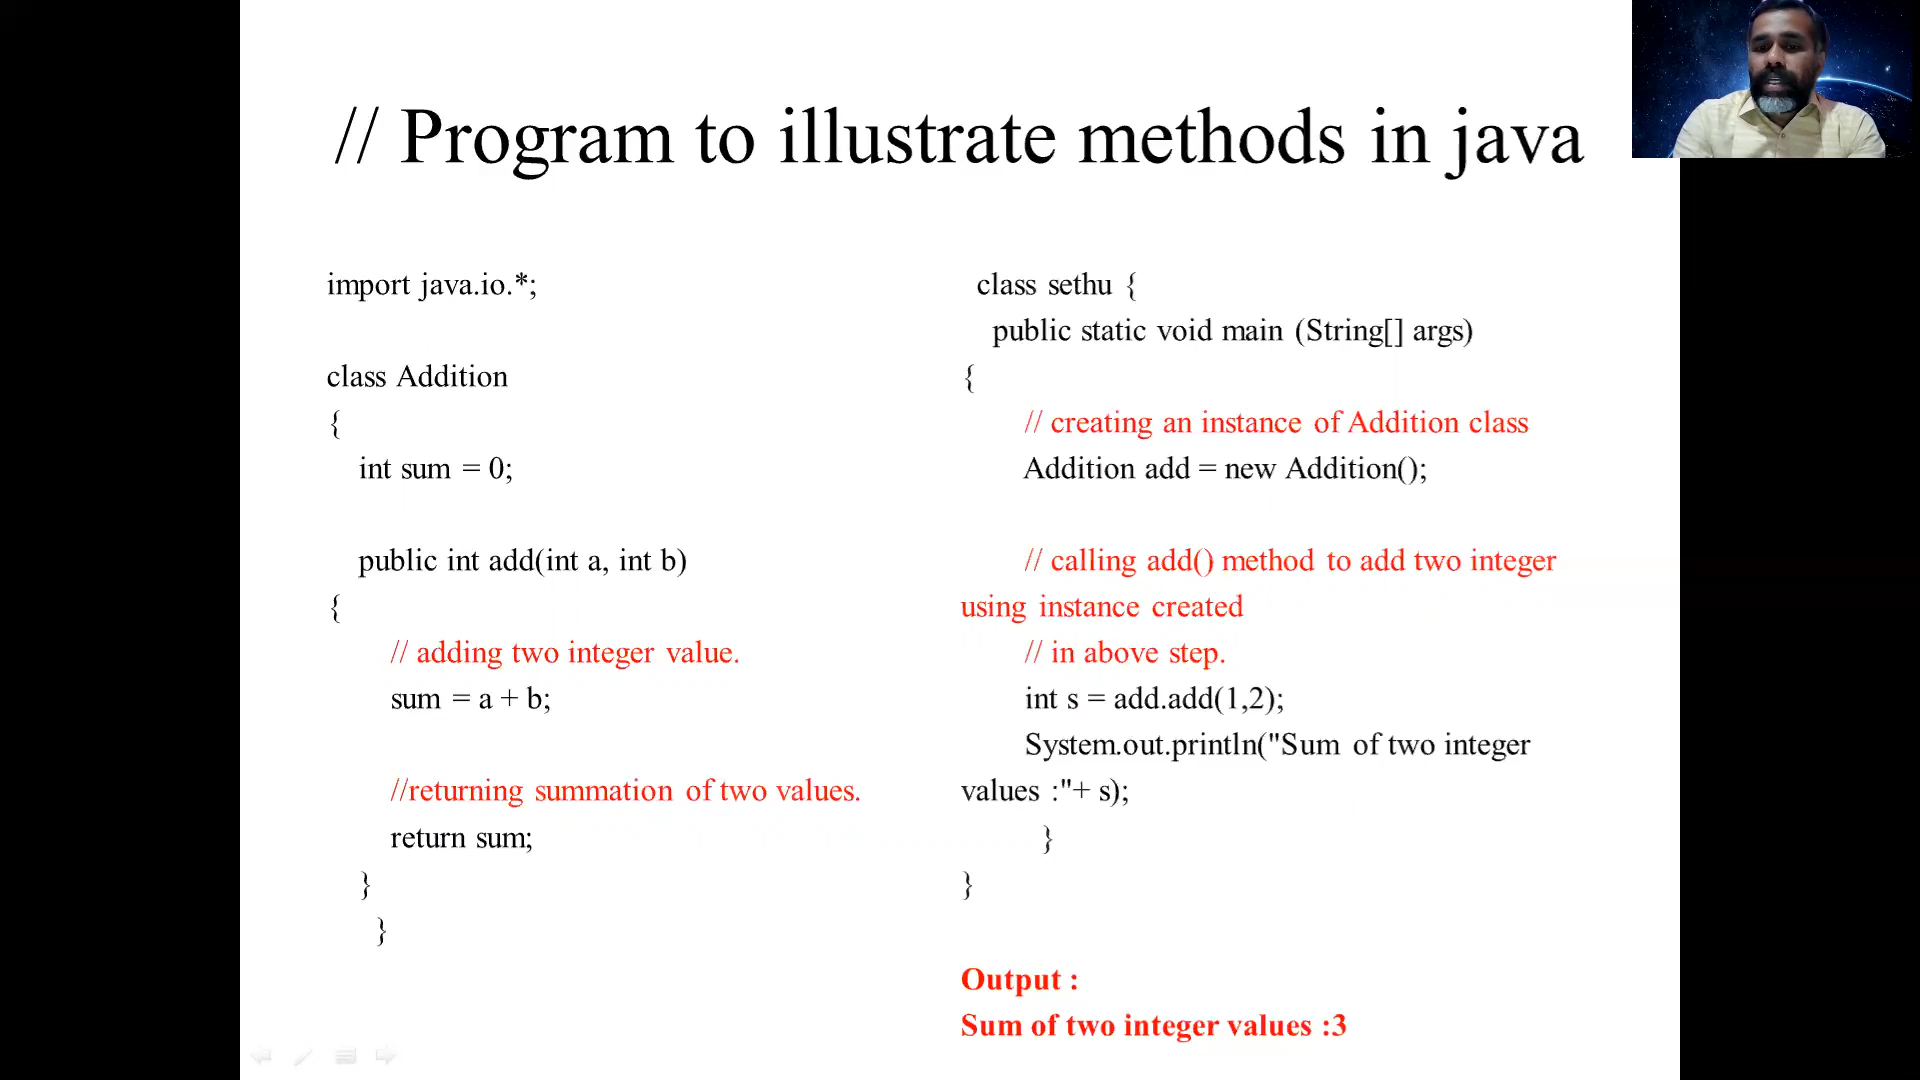 // Program to illustrate methods in java
import java.io.*;
class Addition
{
int sum = 0;
public int add(int a, int b)
{
// adding two integer value.
sum = a + b;
//returning summation of two values.
return sum;
}
}
class sethu {
public static void main (String[] args)
{
// creating an instance of Addition class
Addition add = new Addition();
// calling add() method to add two integer
using instance created
// in above step.
int s = add.add(1,2);
System.out.println("Sum of two integer
values :"+ s);
}
}
Output :
Sum of two integer values :3